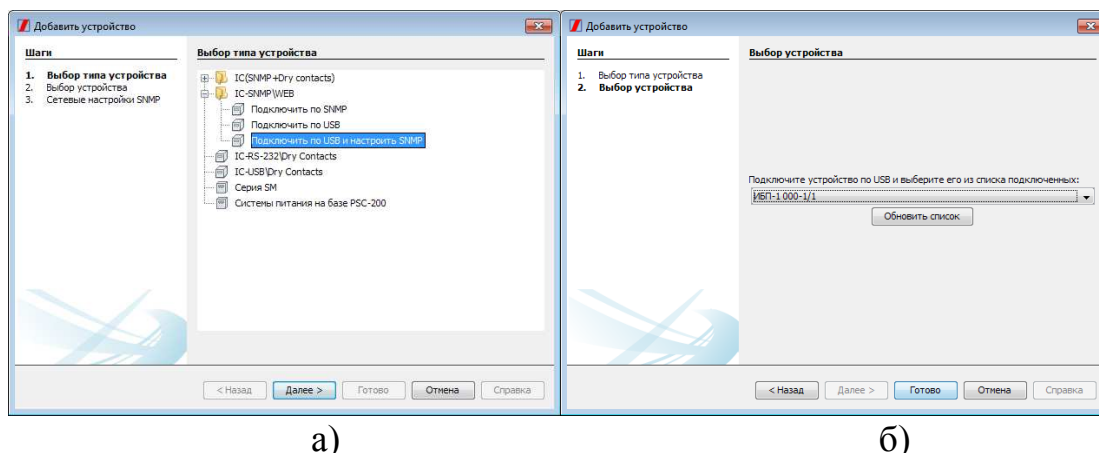 Добавить устройство
Шаги
1. Выбор типа устройства
2. Выбор устройства
3. Сетевые настройки SNMP
Выбор типа устройства
IC(SNMP+Dry contacts)
IC-SNMP\WEB
Подключить по SNMP
Подключить по USB
Подключить по USB и настроить SNMP
IC-RS-232\Dry Contacts
IC-USB\Dry Contacts
Серия SM
Системы питания на базе PSC-200
< Назад Далее > Готово Отмена Справка
а)
Добавить устройство
Шаги
1. Выбор типа устройства
2. Выбор устройства
Выбор устройства
Подключите устройство по USB и выберите его из списка подключенных:
ИБП-1 000-1/1
Обновить список
< Назад Далее > Готово Отмена Справка
б)